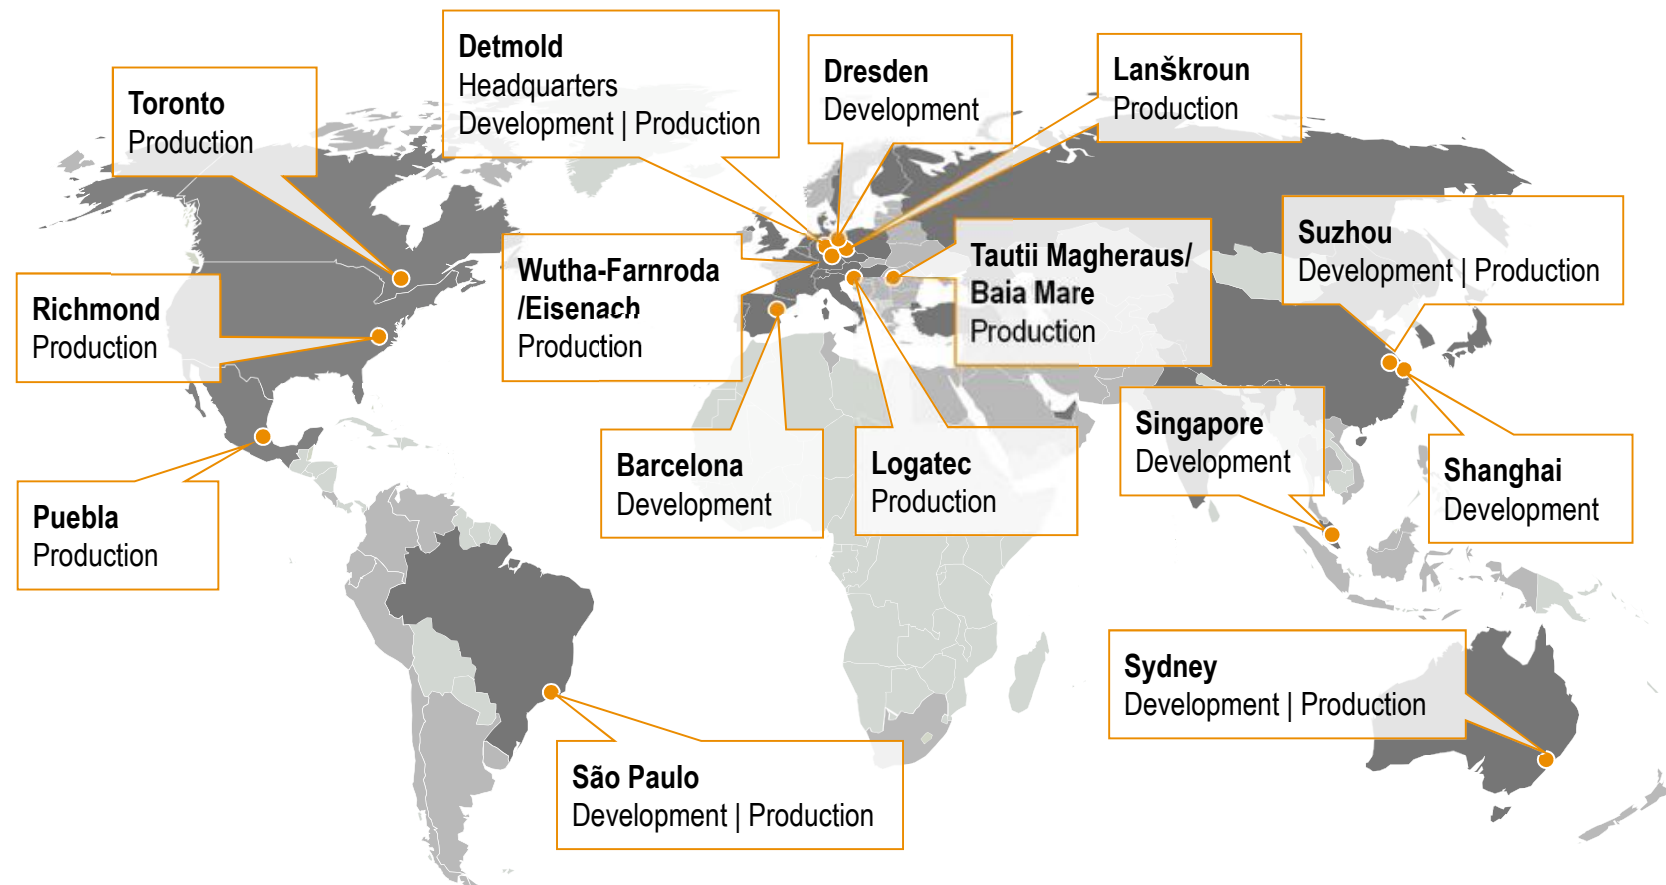 Detmold
Headquarters
Development | Production
Dresden
Development
Lanškroun
Production
Toronto
Production
Wutha-Farnroda
/Eisenach
Production
Tautii Magheraus/
Baia Mare
Production
Suzhou
Development | Production
Richmond
Production
Singapore
Development
Barcelona
Development
Logatec
Production
Shanghai
Development
Puebla
Production
Sydney
Development | Production
São Paulo
Development | Production